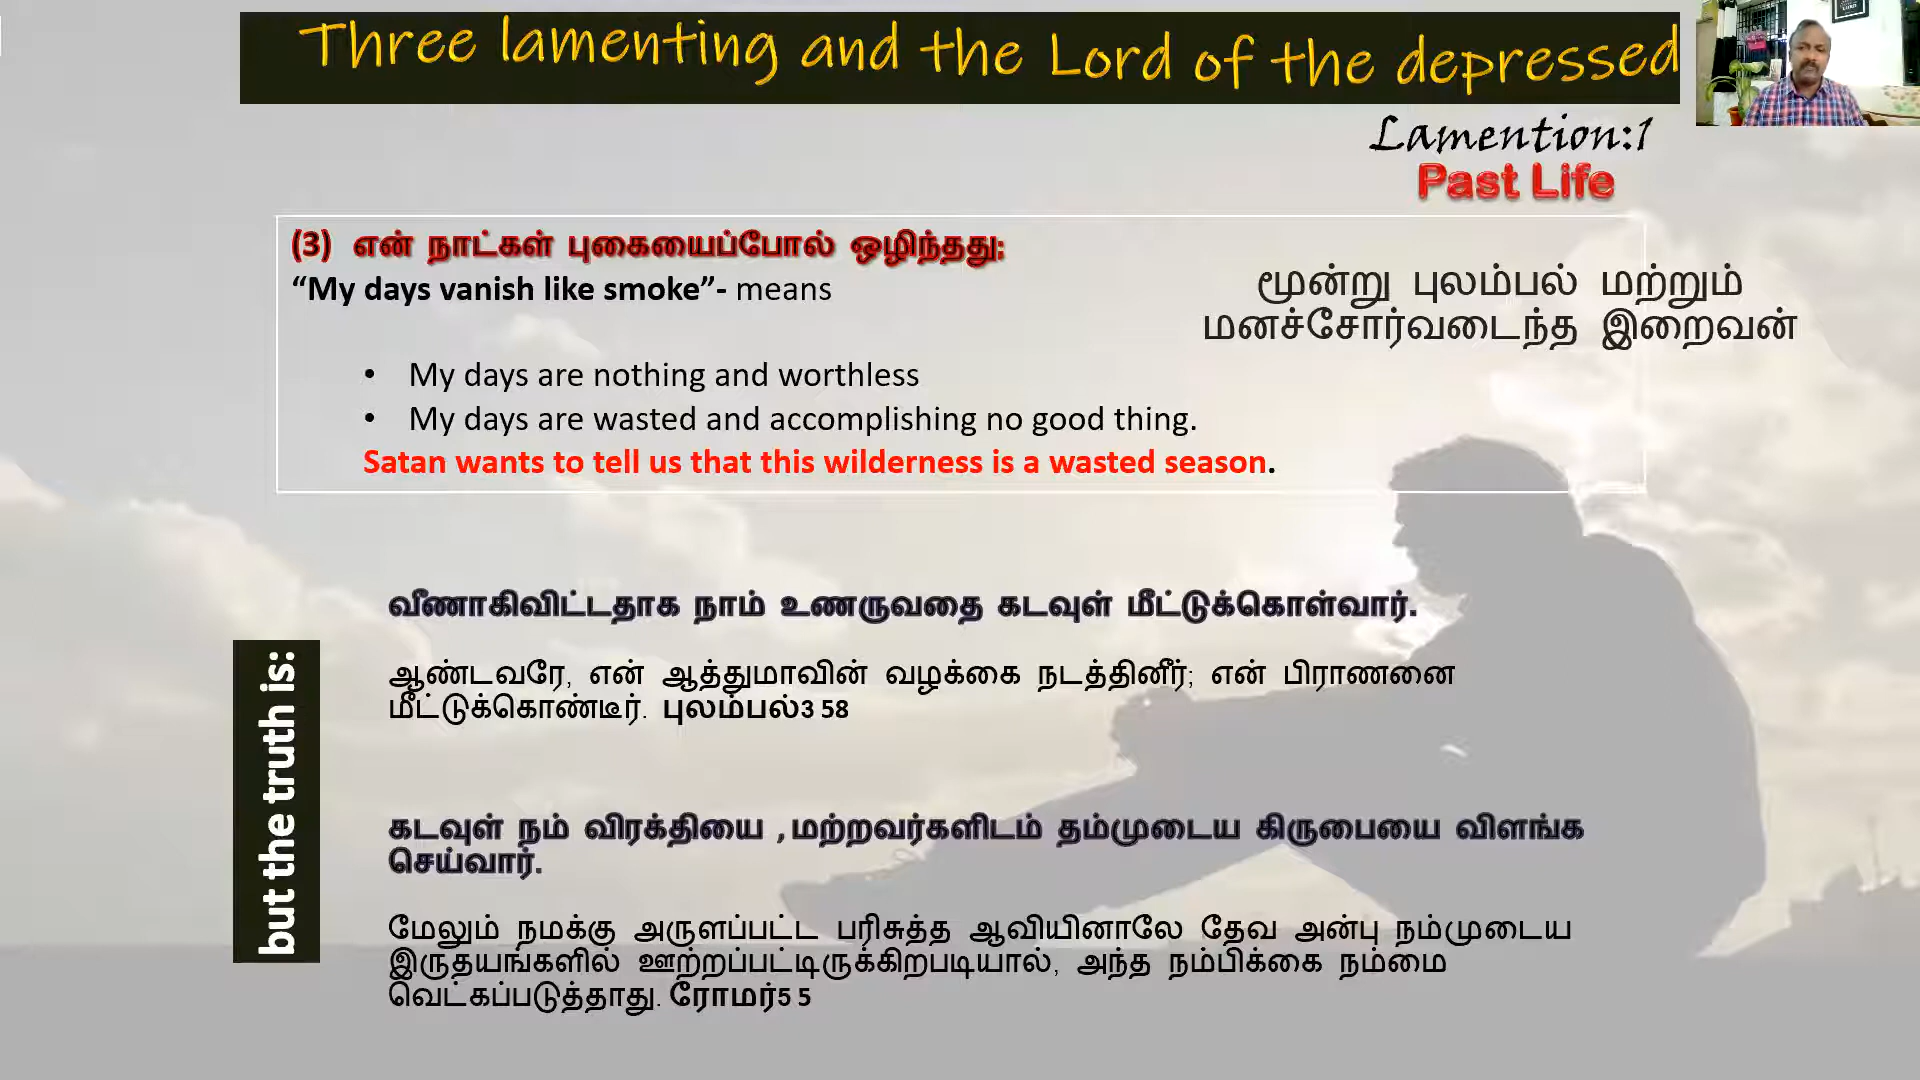 Three lamenting and the Lord of the depressed
Lamention:1
Past Life
(3) என் நாட்கள் புகையைப்போல் ஒழிந்தது:
“My days vanish like smoke”- means
மூன்று புலம்பல் மற்றும்
மனச்சோர்வடைந்த இறைவன்
• My days are nothing and worthless
• My days are wasted and accomplishing no good thing.
Satan wants to tell us that this wilderness is a wasted season.
but the truth is:
வீணாகிவிட்டதாக நாம் உணருவதை கடவுள் மீட்டுக்கொள்வார்.
ஆண்டவரே, என் ஆத்துமாவின் வழக்கை நடத்தினீர்; என் பிராணனை
மீட்டுக்கொண்டீர். புலம்பல்3 58
கடவுள் நம் விரக்தியை ,மற்றவர்களிடம் தம்முடைய கிருபையை விளங்க
செய்வார்.
மேலும் நமக்கு அருளப்பட்ட பரிசுத்த ஆவியினாலே தேவ அன்பு நம்முடைய
இருதயங்களில் ஊற்றப்பட்டிருக்கிறபடியால், அந்த நம்பிக்கை நம்மை
வெட்கப்படுத்தாது. ரோமர்5 5